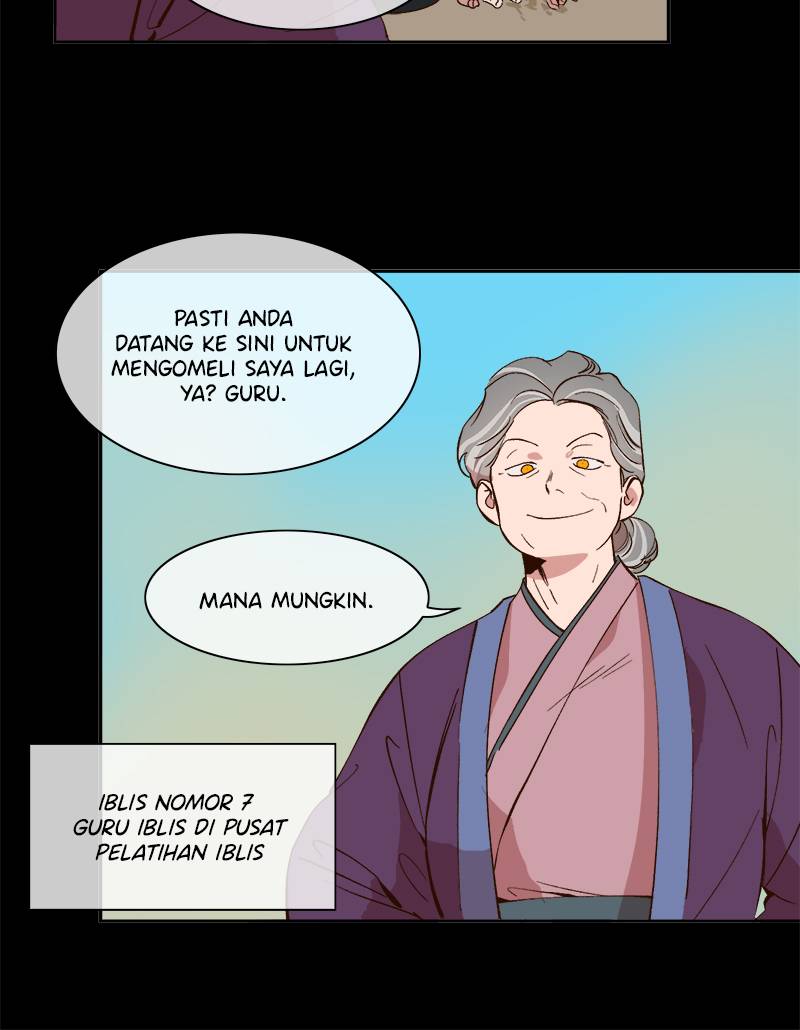 PASTI ANDA
DATANG KE SINI UNTUK
MENGOMELI SAYA LAGI,
YA? GURU.
MANA MUNGKIN.
IBLIS NOMOR 7
GURU IBLIS DI PUSAT
PELATIHAN IBLIS